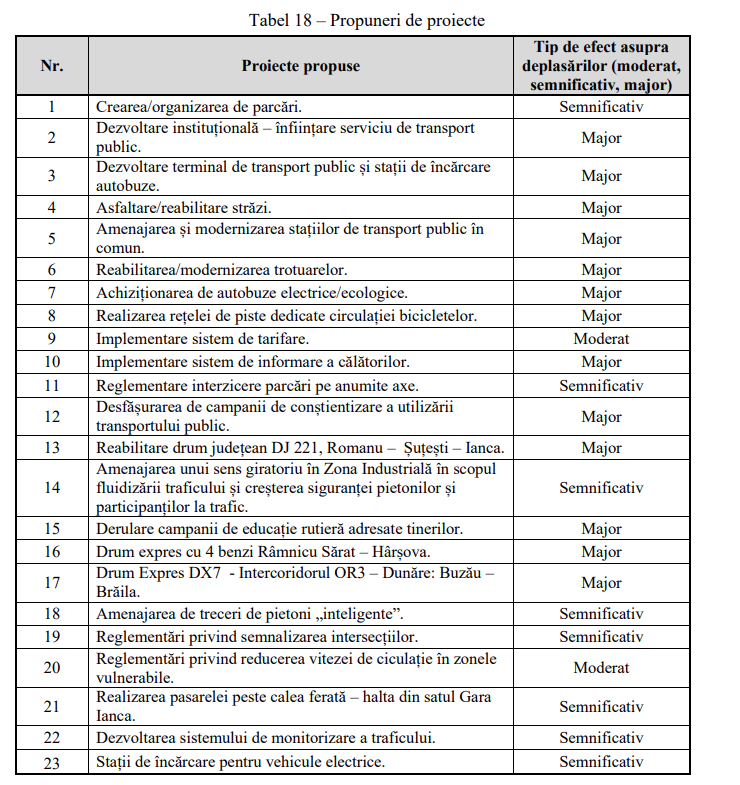 Tabel 18 – Propuneri de proiecte
Nr.
Proiecte propuse
Tip de efect asupra
deplasărilor (moderat,
semnificativ, major)
1 Crearea/organizarea de parcări. Semnificativ
2 Dezvoltare instituțională – înființare serviciu de transport
public. Major
3 Dezvoltare terminal de transport public și stații de încărcare
autobuze. Major
4 Asfaltare/reabilitare străzi. Major
5 Amenajarea și modernizarea stațiilor de transport public în
comun. Major
6 Reabilitarea/modernizarea trotuarelor. Major
7 Achiziționarea de autobuze electrice/ecologice. Major
8 Realizarea rețelei de piste dedicate circulației bicicletelor. Major
9 Implementare sistem de tarifare. Moderat
10 Implementare sistem de informare a călătorilor. Major
11 Reglementare interzicere parcări pe anumite axe. Semnificativ
12 Desfășurarea de campanii de conștientizare a utilizării
transportului public. Major
13 Reabilitare drum județean DJ 221, Romanu – Șuțești – Ianca. Major
14 Amenajarea unui sens giratoriu în Zona Industrială în scopul
fluidizării traficului și creșterea siguranței pietonilor și
participanților la trafic. Semnificativ
15 Derulare campanii de educație rutieră adresate tinerilor. Major
16 Drum expres cu 4 benzi Râmnicu Sărat – Hârșova. Major
17 Drum Expres DX7 - Intercoridorul OR3 – Dunăre: Buzău –
Brăila. Major
18 Amenajarea de treceri de pietoni „inteligente”. Semnificativ
19 Reglementări privind semnalizarea intersecțiilor. Semnificativ
20 Reglementări privind reducerea vitezei de ciculație în zonele
vulnerabile. Moderat
21 Realizarea pasarelei peste calea ferată – halta din satul Gara
Ianca. Semnificativ
22 Dezvoltarea sistemului de monitorizare a traficului. Semnificativ
23 Stații de încărcare pentru vehicule electrice. Semnificativ